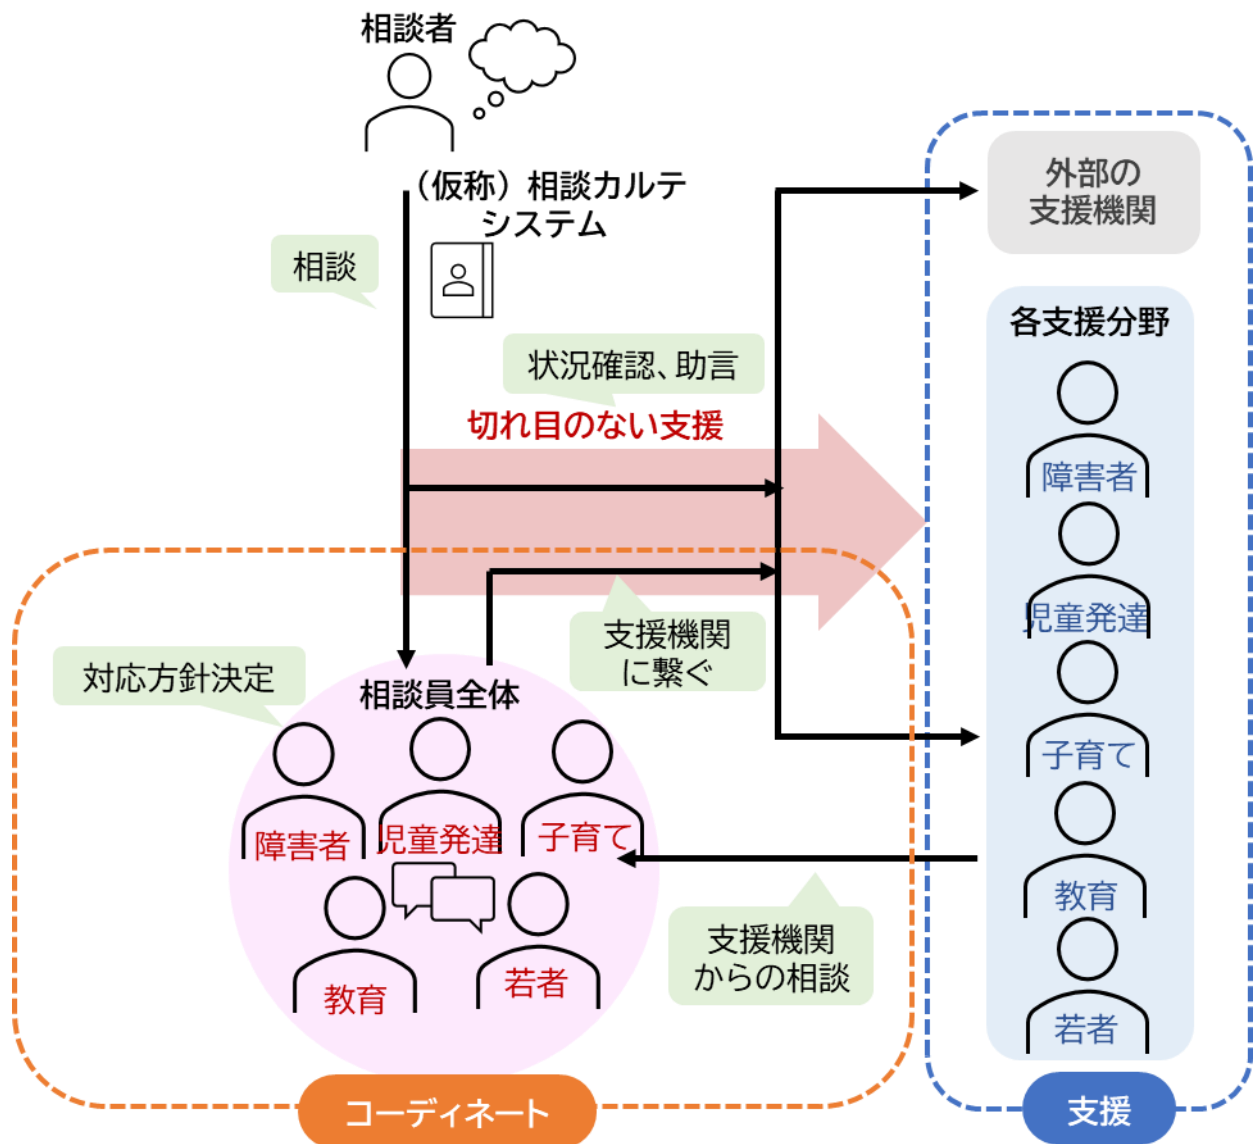 相談者
（仮称）相談カルテ
システム
相談
状況確認、助言
切れ目のない支援
外部の
支援機関
各支援分野
障害者
児童発達
子育て
教育
若者
支援
支援機関
に繋ぐ
対応方針決定
相談員全体
障害者
児童発達
子育て
教育
若者
支援機関
からの相談
コーディネート